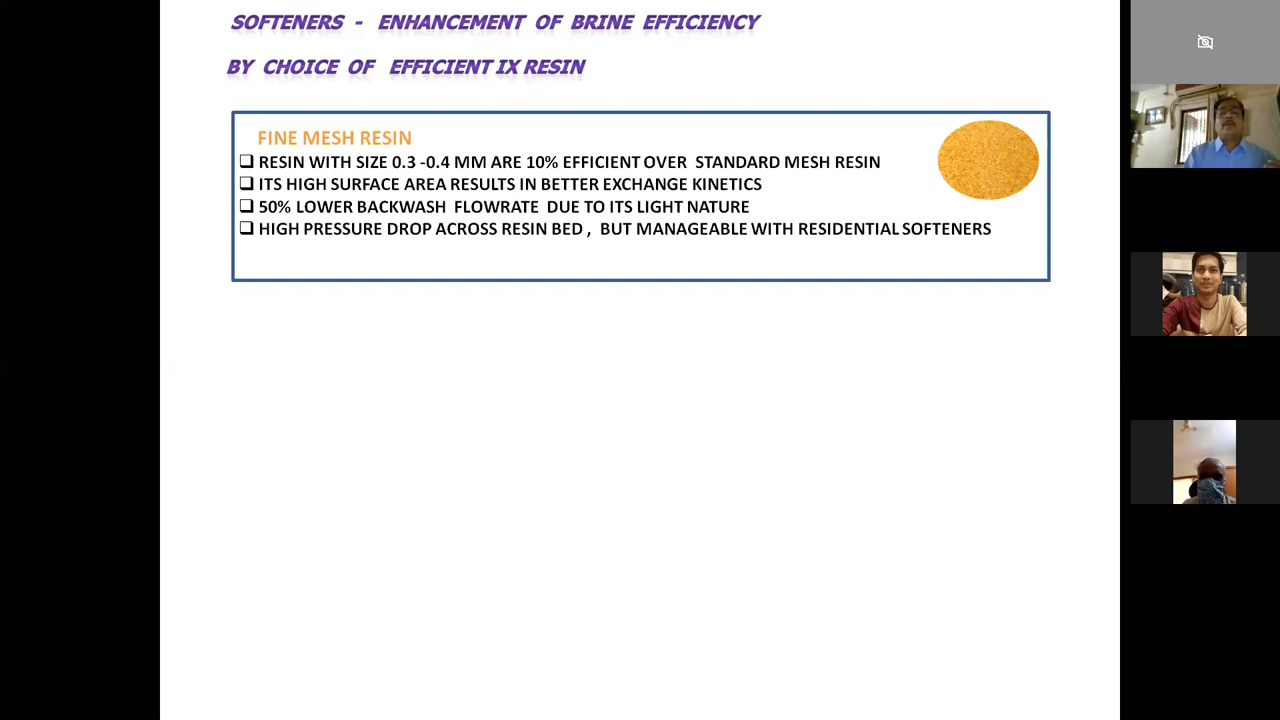 SOFTENERS - ENHANCEMENT OF BRINE EFFICIENCY
BY CHOICE OF EFFICIENT IX RESIN
FINE MESH RESIN
❑ RESIN WITH SIZE 0.3 -0.4 MM ARE 10% EFFICIENT OVER STANDARD MESH RESIN
❑ ITS HIGH SURFACE AREA RESULTS IN BETTER EXCHANGE KINETICS
❑ 50% LOWER BACKWASH FLOWRATE DUE TO ITS LIGHT NATURE
❑ HIGH PRESSURE DROP ACROSS RESIN BED , BUT MANAGEABLE WITH RESIDENTIAL SOFTENERS